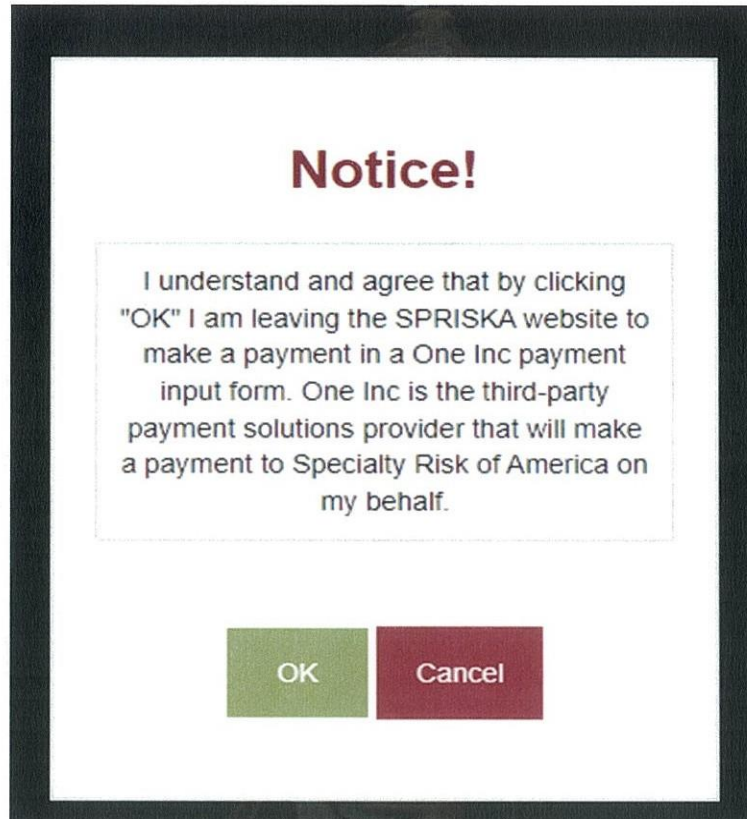 Notice!
I understand and agree that by clicking
"OK" I am leaving the SPRISKA website to
make a payment in a One Inc payment
input form. One Inc is the third-party
payment solutions provider that will make
a payment to Specialty Risk of America on
my behalf.
OK
Cancel